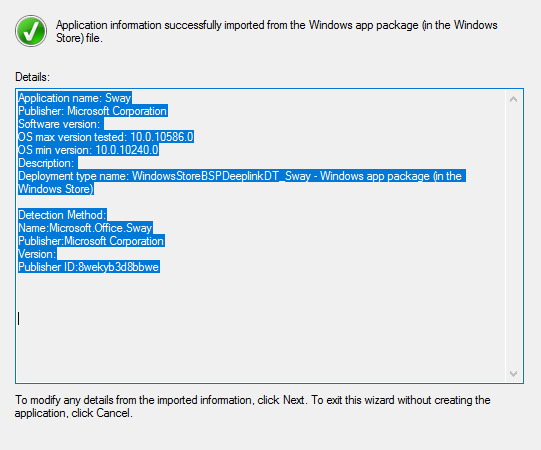 Application information successfully imported from the Windows app package (in the Windows
Store) file.
Details:
Application name: Sway
Publisher: Microsoft Corporation
Software version:
OS max version tested: 10.0.10586.0
OS min version: 10.0.10240.0
Description:
Deployment type name: WindowsStoreBSPDeeplinkDT_Sway - Windows app package (in the
Windows Store)
Detection Method:
Name:Microsoft.Office.Sway
Publisher:Microsoft Corporation
Version:
Publisher ID:8wekyb3d8bbwe
To modify any details from the imported information, click Next. To exit this wizard without creating the
application, click Cancel.